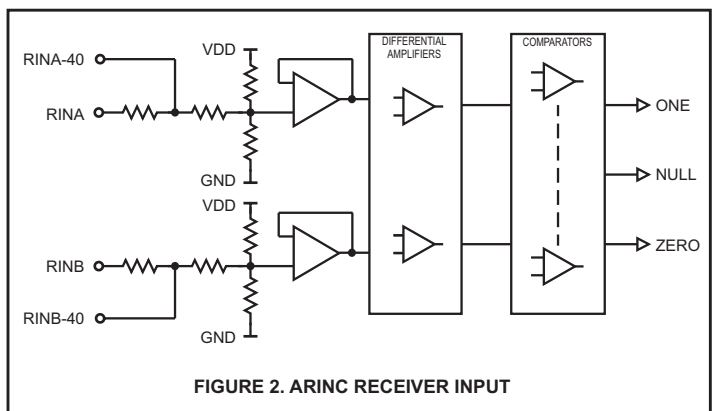 DIFFERENTIAL
AMPLIFIERS
COMPARATORS
VDD
RINA-40
RINA
ONE
GND
NULL
VDD
RINB
ZERO
RINB-40
GND
FIGURE 2. ARINC RECEIVER INPUT